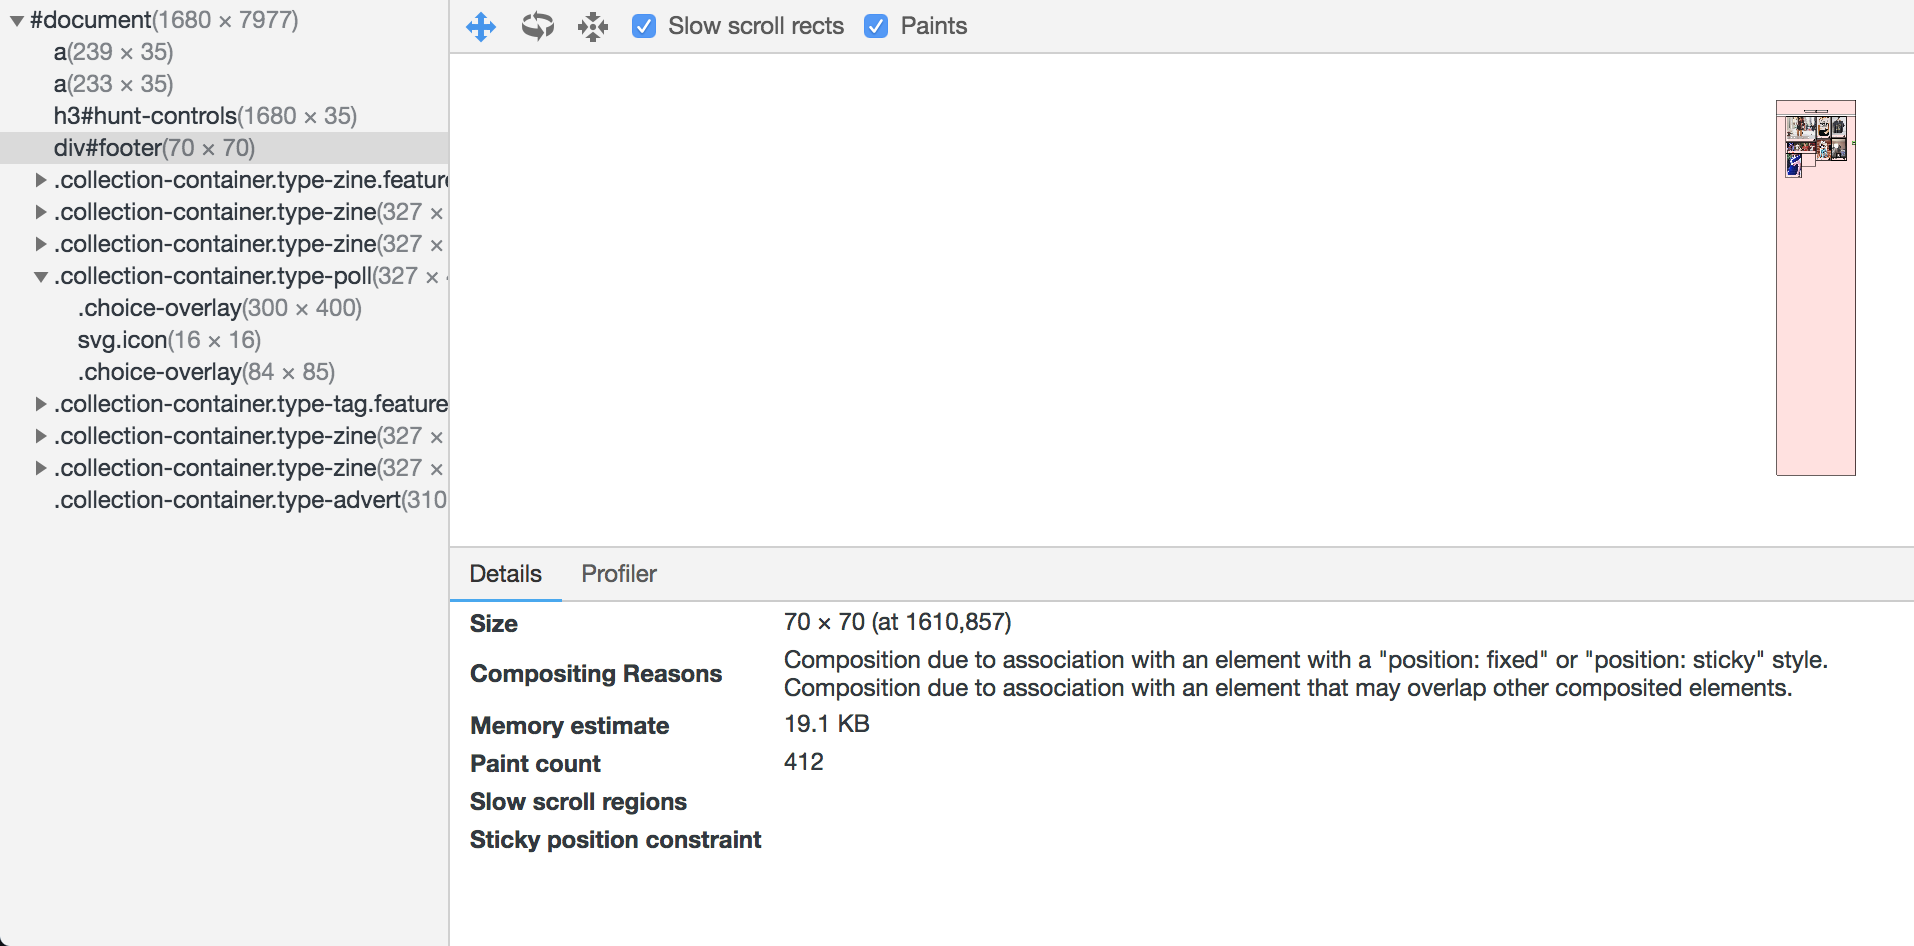 #document(1680 × 7977)
a(239 × 35)
a(233 × 35)
h3#hunt-controls(1680 × 35)
div#footer(70 × 70)
.collection-container.type-zine.feature
.collection-container.type-zine(327 ×
.collection-container.type-zine(327 ×
.collection-container.type-poll(327 ×
.choice-overlay(300 × 400)
svg.icon(16 × 16)
.choice-overlay(84 × 85)
.collection-container.type-tag.feature
.collection-container.type-zine(327 ×
.collection-container.type-zine(327 ×
.collection-container.type-advert(310
Slow scroll rects Paints
Details Profiler
Size 70 × 70 (at 1610,857)
Compositing Reasons Composition due to association with an element with a "position: fixed" or "position: sticky" style.
Composition due to association with an element that may overlap other composited elements.
Memory estimate 19.1 KB
Paint count 412
Slow scroll regions
Sticky position constraint